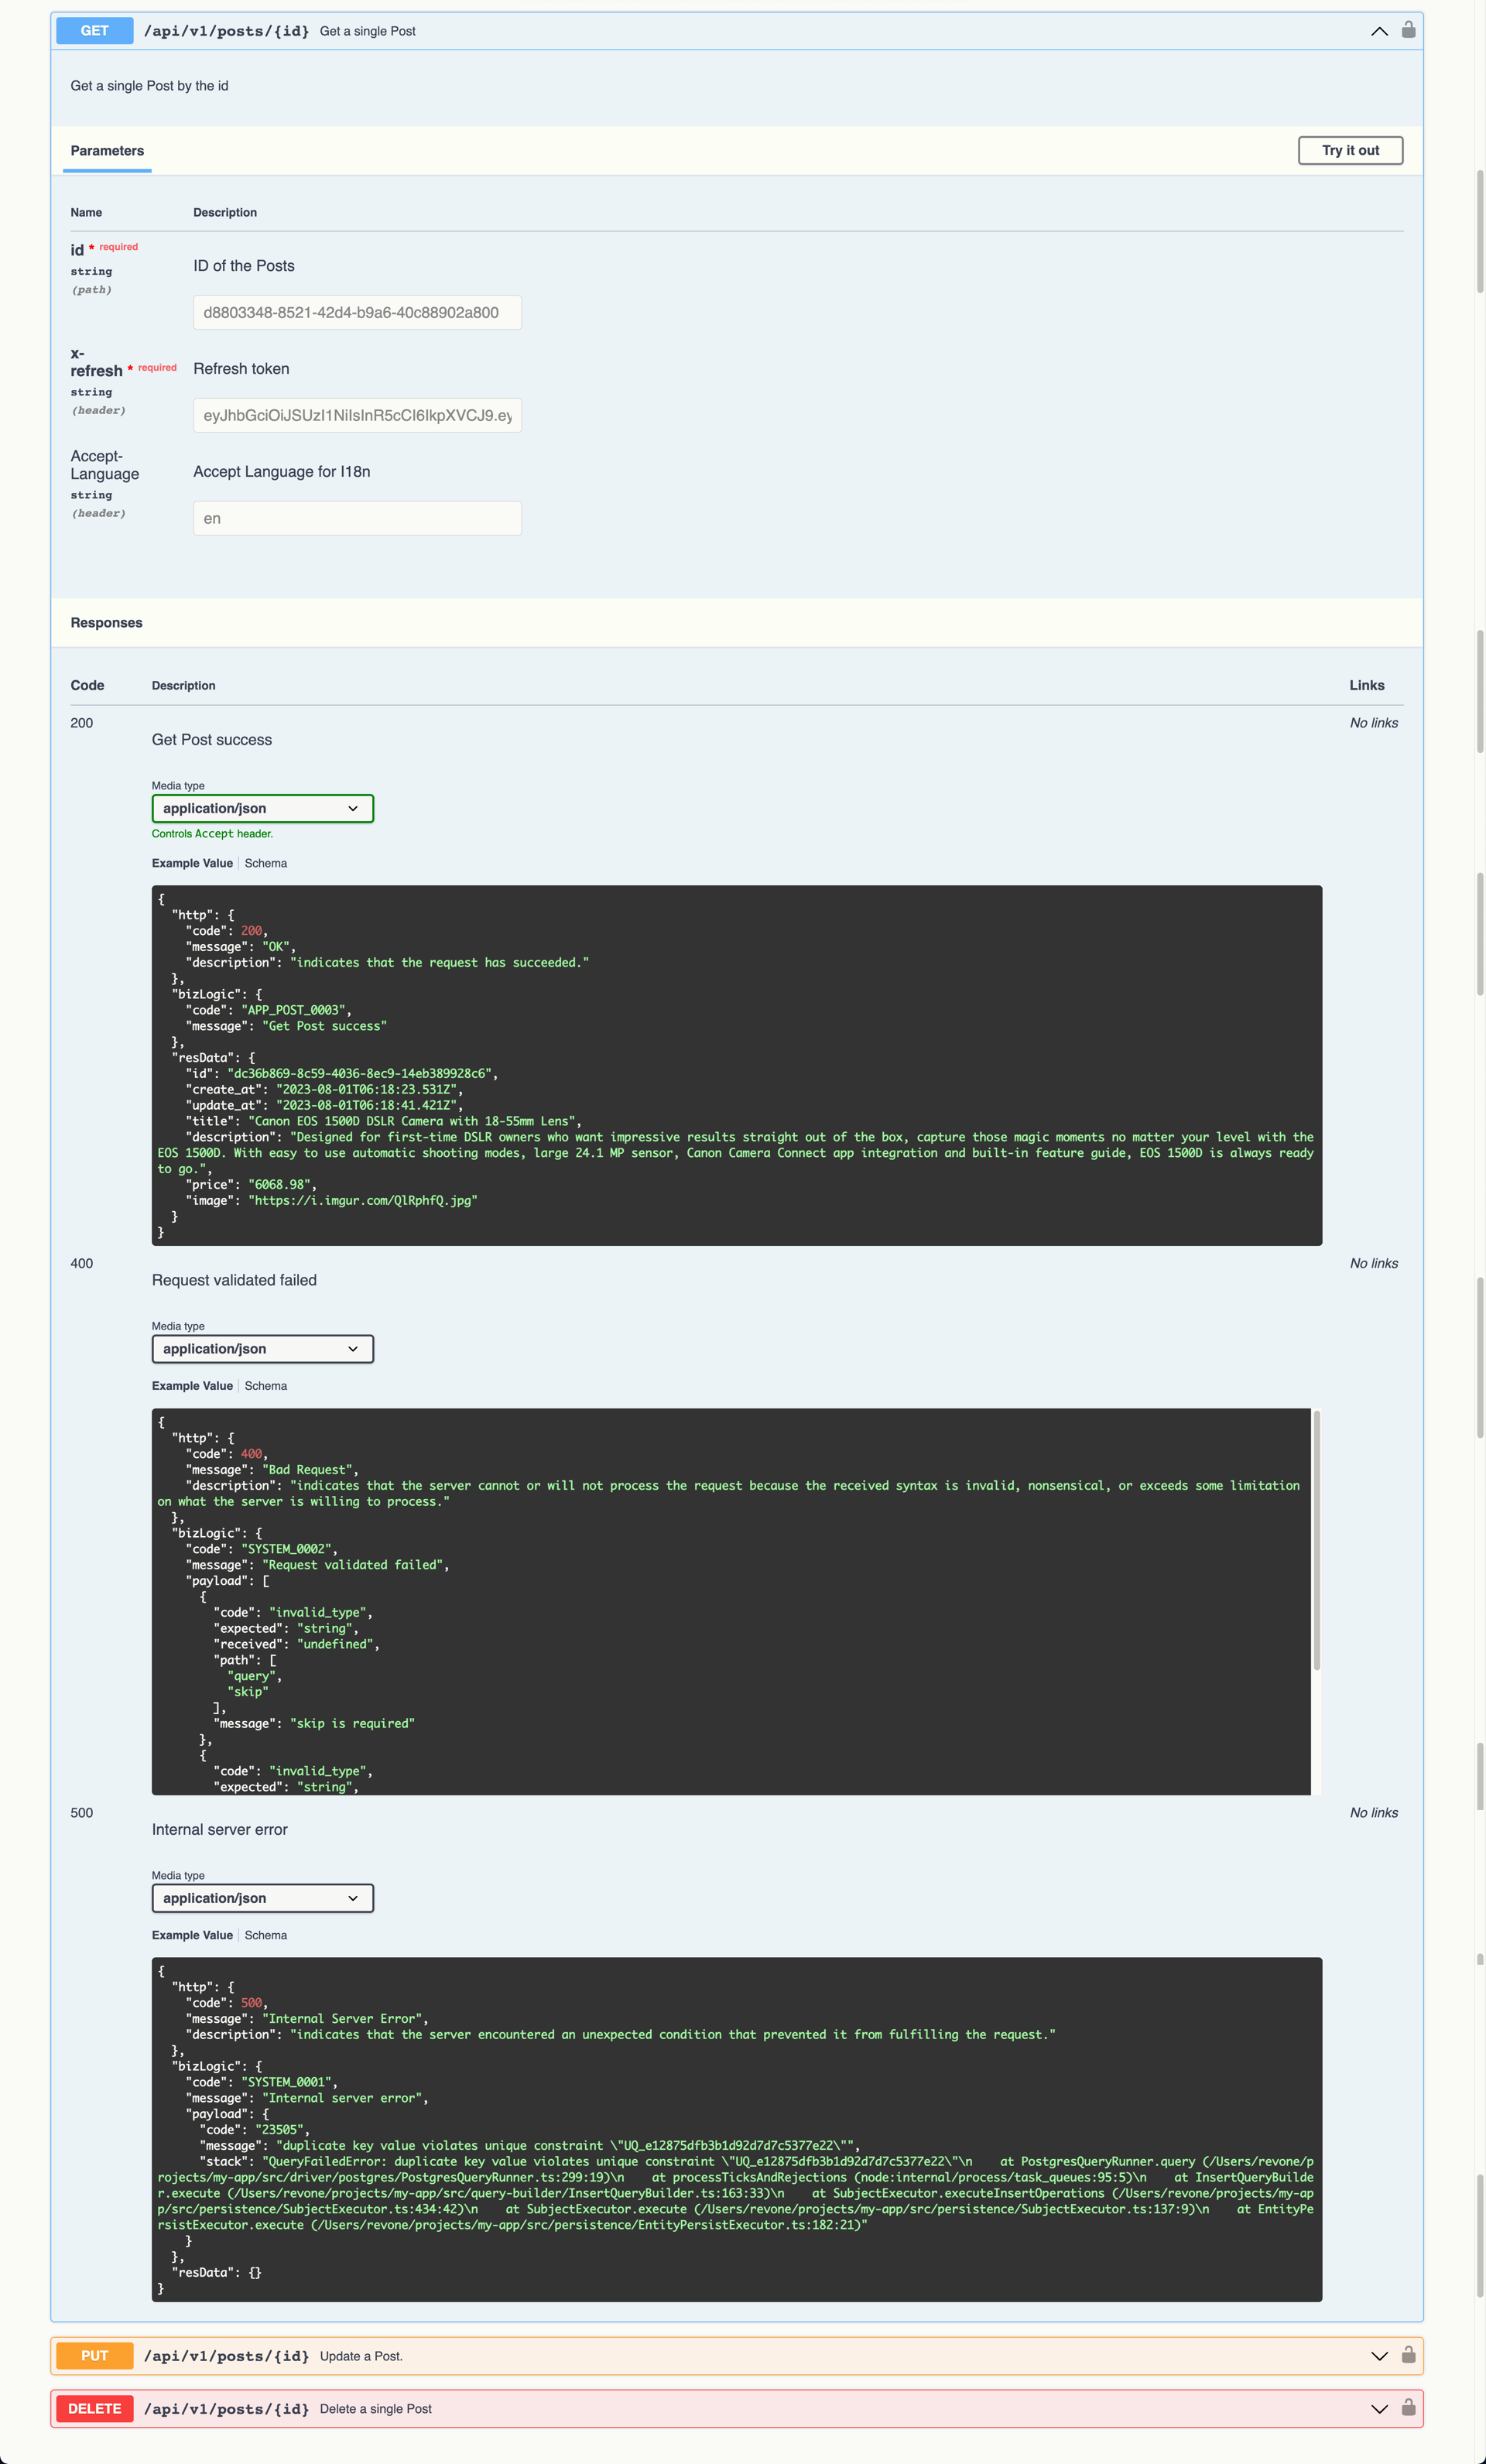 GET /api/v1/posts/{id} Get a single Post
Get a single Post by the id
Parameters Try it out
Name Description
id * required
string
(path)
ID of the Posts
d8803348-8521-42d4-b9a6-40c88902a800
x-
refresh * required
string
(header)
Refresh token
eyJhbGciOiJSUzI1NiIsInR5cCI6IkpXVCJ9.ey
Accept-
Language
string
(header)
Accept Language for I18n
en
Responses
Code Description Links
200 No links
Get Post success
Media type
application/json
Controls Accept header.
Example Value Schema
{
"http": {
"code": 200,
"message": "OK",
"description": "indicates that the request has succeeded."
},
"bizLogic": {
"code": "APP_POST_0003",
"message": "Get Post success"
},
"resData": {
"id": "dc36b869-8c59-4036-8ec9-14eb389928c6",
"create_at": "2023-08-01T06:18:23.531Z",
"update_at": "2023-08-01T06:18:41.421Z",
"title": "Canon EOS 1500D DSLR Camera with 18-55mm Lens",
"description": "Designed for first-time DSLR owners who want impressive results straight out of the box, capture those magic moments no matter your level with the
EOS 1500D. With easy to use automatic shooting modes, large 24.1 MP sensor, Canon Camera Connect app integration and built-in feature guide, EOS 1500D is always ready
to go.",
"price": "6068.98",
"image": "https://i.imgur.com/QlRphfQ.jpg"
}
}
400 No links
Request validated failed
Media type
application/json
Example Value Schema
{
"http": {
"code": 400,
"message": "Bad Request",
"description": "indicates that the server cannot or will not process the request because the received syntax is invalid, nonsensical, or exceeds some limitation
on what the server is willing to process."
},
"bizLogic": {
"code": "SYSTEM_0002",
"message": "Request validated failed",
"payload": [
{
"code": "invalid_type",
"expected": "string",
"received": "undefined",
"path": [
"query",
"skip"
],
"message": "skip is required"
},
{
"code": "invalid_type",
"expected": "string",
500 No links
Internal server error
Media type
application/json
Example Value Schema
{
"http": {
"code": 500,
"message": "Internal Server Error",
"description": "indicates that the server encountered an unexpected condition that prevented it from fulfilling the request."
},
"bizLogic": {
"code": "SYSTEM_0001",
"message": "Internal server error",
"payload": {
"code": "23505",
"message": "duplicate key value violates unique constraint \"UQ_e12875dfb3b1d92d7d7c5377e22\"",
"stack": "QueryFailedError: duplicate key value violates unique constraint \"UQ_e12875dfb3b1d92d7d7c5377e22\"\n    at PostgresQueryRunner.query (/Users/revone/p
rojects/my-app/src/driver/postgres/PostgresQueryRunner.ts:299:19)\n    at processTicksAndRejections (node:internal/process/task_queues:95:5)\n    at InsertQueryBuilde
r.execute (/Users/revone/projects/my-app/src/query-builder/InsertQueryBuilder.ts:163:33)\n    at SubjectExecutor.executeInsertOperations (/Users/revone/projects/my-ap
p/src/persistence/SubjectExecutor.ts:434:42)\n    at SubjectExecutor.execute (/Users/revone/projects/my-app/src/persistence/SubjectExecutor.ts:137:9)\n    at EntityPe
rsistExecutor.execute (/Users/revone/projects/my-app/src/persistence/EntityPersistExecutor.ts:182:21)"
}
},
"resData": {}
}
PUT /api/v1/posts/{id} Update a Post.
DELETE /api/v1/posts/{id} Delete a single Post